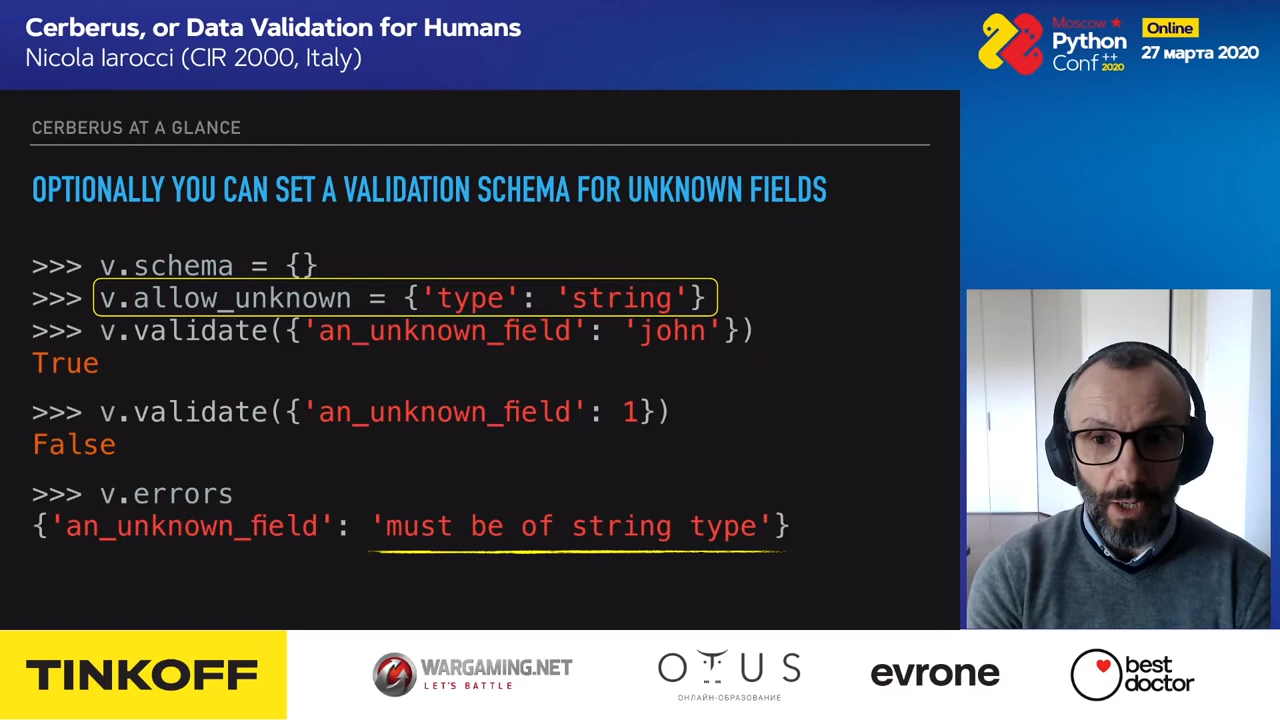 Cerberus, or Data Validation for Humans
Nicola Iarocci (CIR 2000, Italy)
Moscow
Python
Conf ++
2020
Online
27 марта 2020
CERBERUS AT A GLANCE
OPTIONALLY YOU CAN SET A VALIDATION SCHEMA FOR UNKNOWN FIELDS
>>> v.schema = {}
>>> v.allow_unknown = {'type': 'string'}
>>> v.validate({'an_unknown_field': 'john'})
True
>>> v.validate({'an_unknown_field': 1})
False
>>> v.errors
{'an_unknown_field': 'must be of string type'}
TINKOFF
WARGAMING.NET
LET'S BATTLE
OTUS
ОНЛАЙН-ОБРАЗОВАНИЕ
evrone
best
doctor